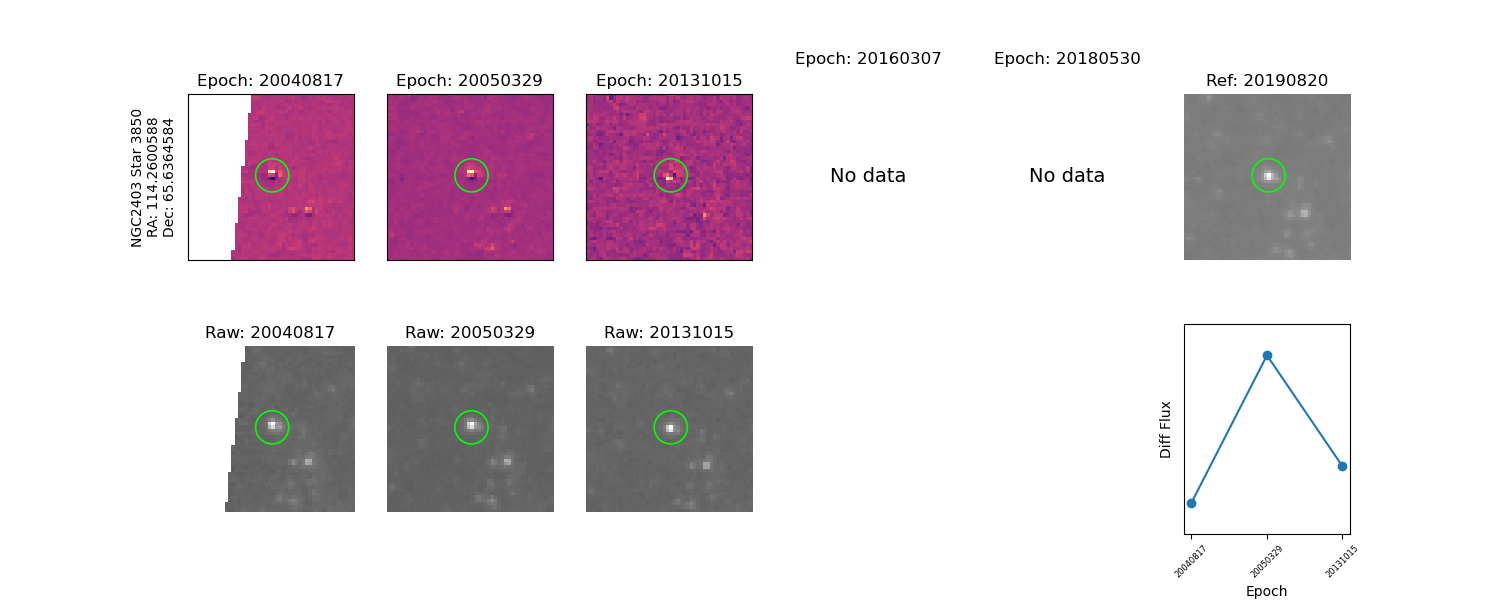 Epoch: 20040817
Epoch: 20050329
Epoch: 20131015
Epoch: 20160307
Epoch: 20180530
Ref: 20190820
NGC2403 Star 3850
RA: 114.2600588
Dec: 65.6364584
No data
No data
Raw: 20040817
Raw: 20050329
Raw: 20131015
Diff Flux
20040817
20050329
20131015
Epoch